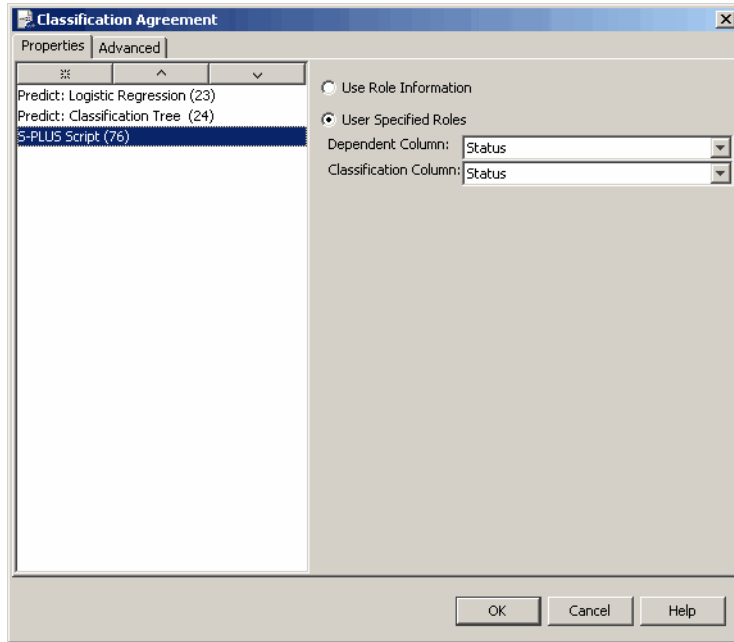 Classification Agreement
Properties
Advanced
Predict: Logistic Regression (23)
Predict: Classification Tree (24)
S-PLUS Script (76)
Use Role Information
User Specified Roles
Dependent Column: Status
Classification Column: Status
OK Cancel Help